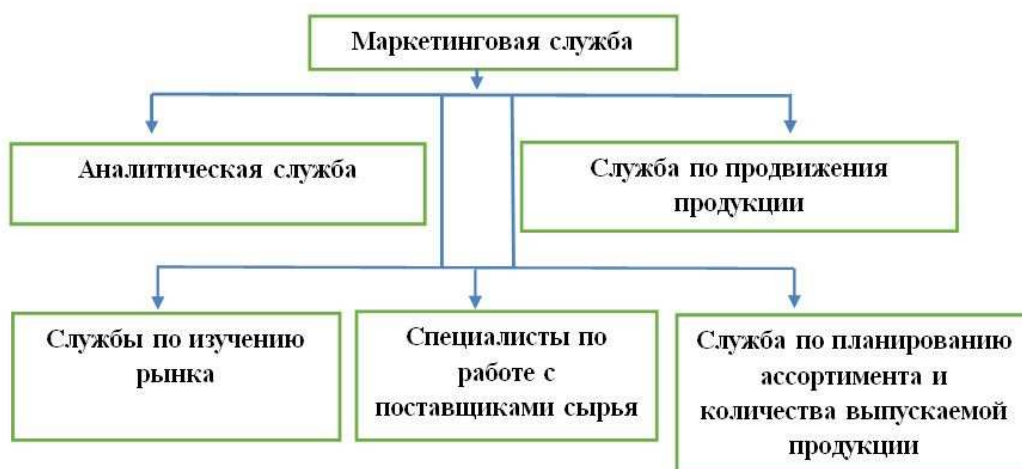 Маркетинговая служба
Аналитическая служба
Служба по продвижения
продукции
Службы по изучению
рынка
Специалисты по
работе с
поставщиками сырья
Служба по планированию
ассортимента и
количества выпускаемой
продукции